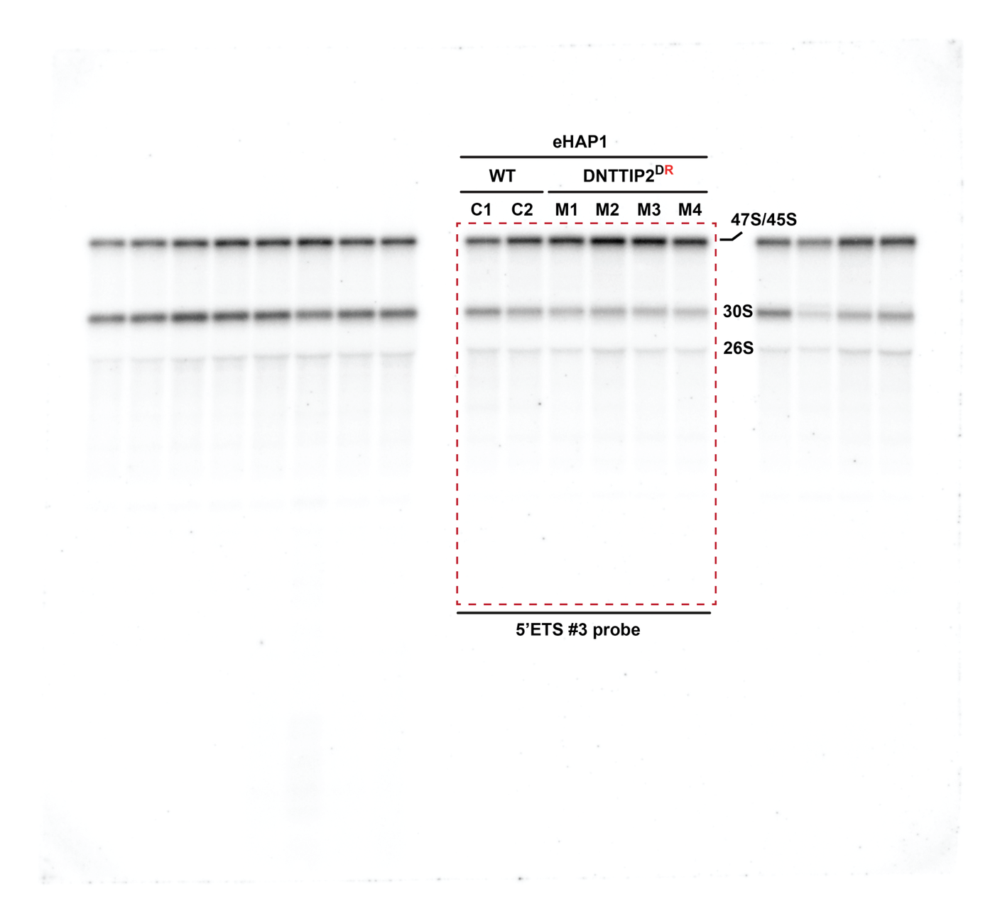 eHAP1
WT DNTTIP2DR
C1 C2 M1 M2 M3 M4
47S/45S
30S
26S
5’ETS #3 probe